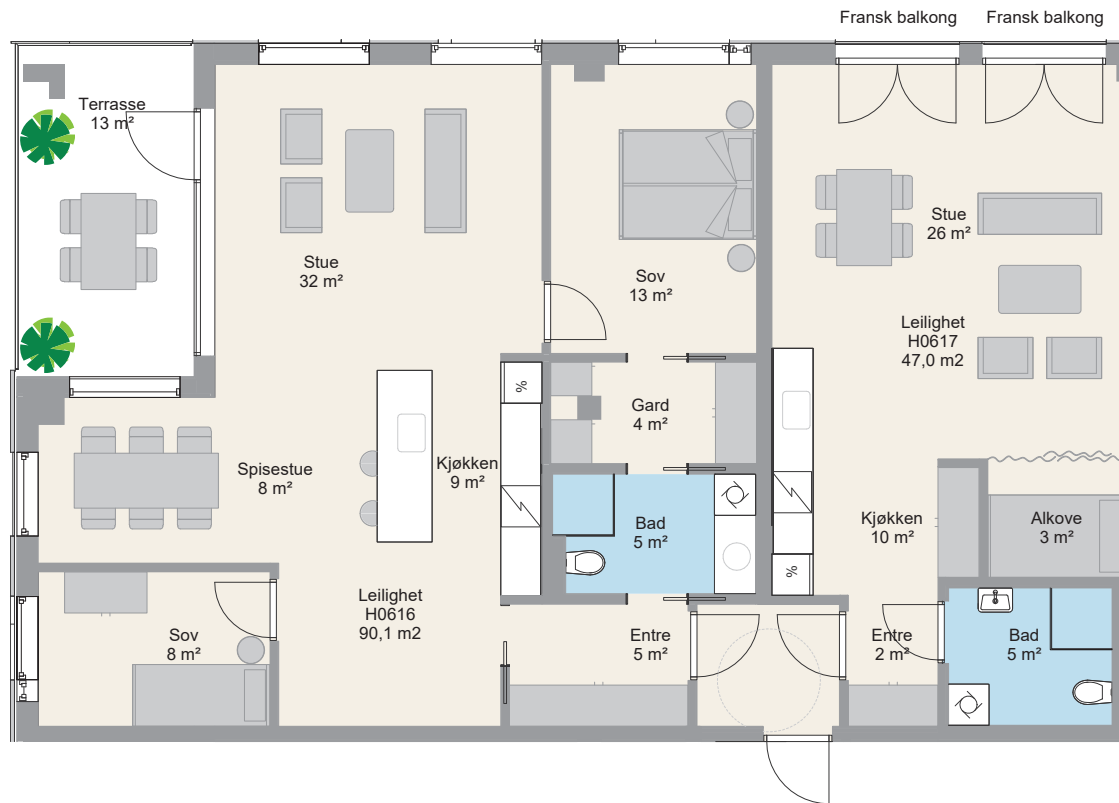 Fransk balkong
Fransk balkong
Terrasse
13 m²
Stue
32 m²
Sov
13 m²
Stue
26 m²
Leilighet
H0617
47,0 m2
%
Gard
4 m²
Spisestue
8 m²
Kjøkken
9 m²
Bad
5 m²
Kjøkken
10 m²
Alkove
3 m²
%
Leilighet
H0616
90,1 m2
Sov
8 m²
Entre
5 m²
Entre
2 m²
Bad
5 m²